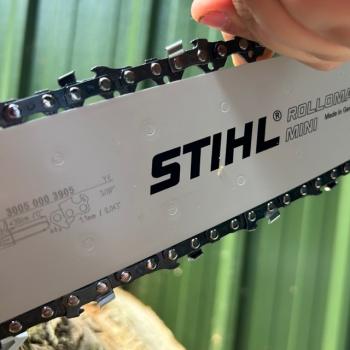 STIHL®
ROLLOMA
MINI
Made in Ger
3005 000 3905
3/8"
1.1mm / 0.043"